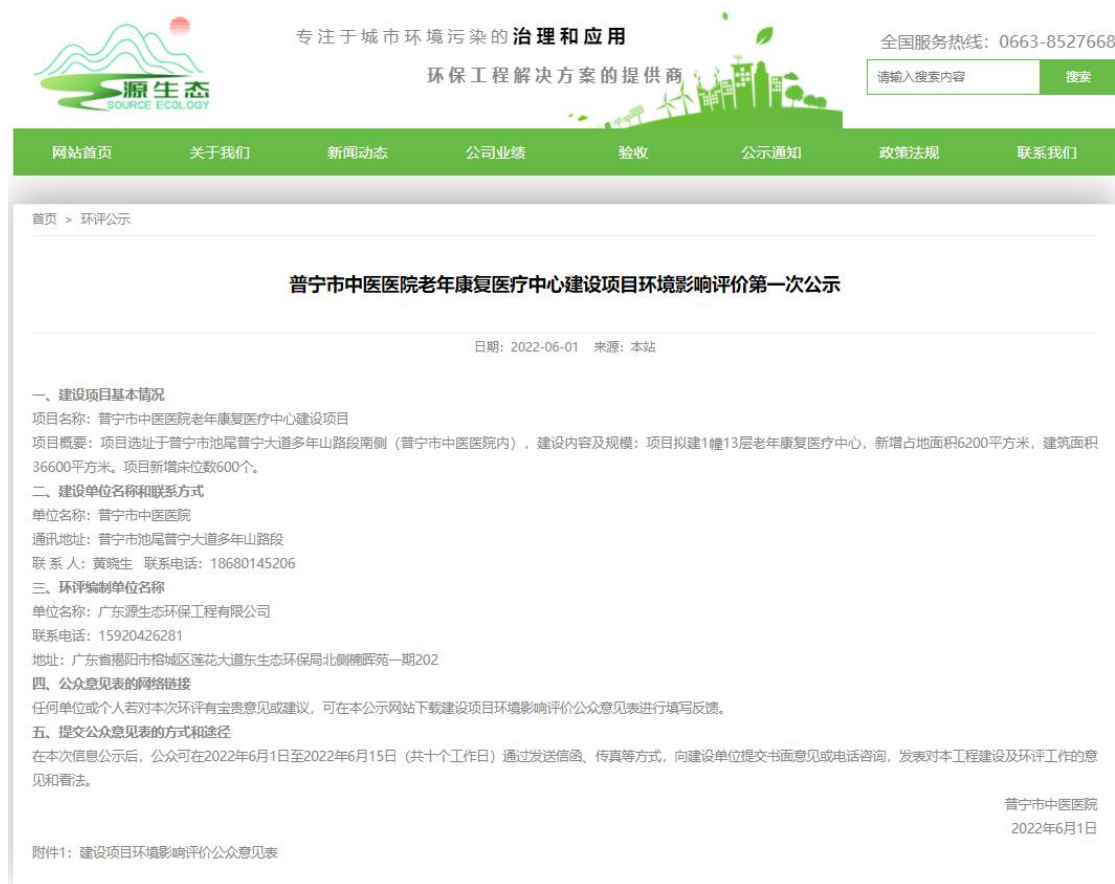 源生态
SOURCE ECOLOGY
专注于城市环境污染的治理和应用
环保工程解决方案的提供商
全国服务热线：0663-8527668
请输入搜索内容
搜索
网站首页 关于我们 新闻动态 公司业绩 验收 公示通知 政策法规 联系我们
首页 > 环评公示
普宁市中医医院老年康复医疗中心建设项目环境影响评价第一次公示
日期：2022-06-01 来源：本站
一、建设项目基本情况
项目名称：普宁市中医医院老年康复医疗中心建设项目
项目概要：项目选址于普宁市池尾普宁大道多年山路段南侧（普宁市中医医院内），建设内容及规模：项目拟建1幢13层老年康复医疗中心，新增占地面积6200平方米，建筑面积
36600平方米。项目新增床位数600个。
二、建设单位名称和联系方式
单位名称：普宁市中医医院
通讯地址：普宁市池尾普宁大道多年山路段
联 系 人：黄晓生 联系电话：18680145206
三、环评编制单位名称
单位名称：广东源生态环保工程有限公司
联系电话：15920426281
地址：广东省揭阳市榕城区莲花大道东生态环保局北侧楠晖苑一期202
四、公众意见表的网络链接
任何单位或个人若对本次环评有宝贵意见或建议，可在本公示网站下载建设项目环境影响评价公众意见表进行填写反馈。
五、提交公众意见表的方式和途径
在本次信息公示后，公众可在2022年6月1日至2022年6月15日（共十个工作日）通过发送信函、传真等方式，向建设单位提交书面意见或电话咨询，发表对本工程建设及环评工作的意
见和看法。
普宁市中医医院
2022年6月1日
附件1：建设项目环境影响评价公众意见表